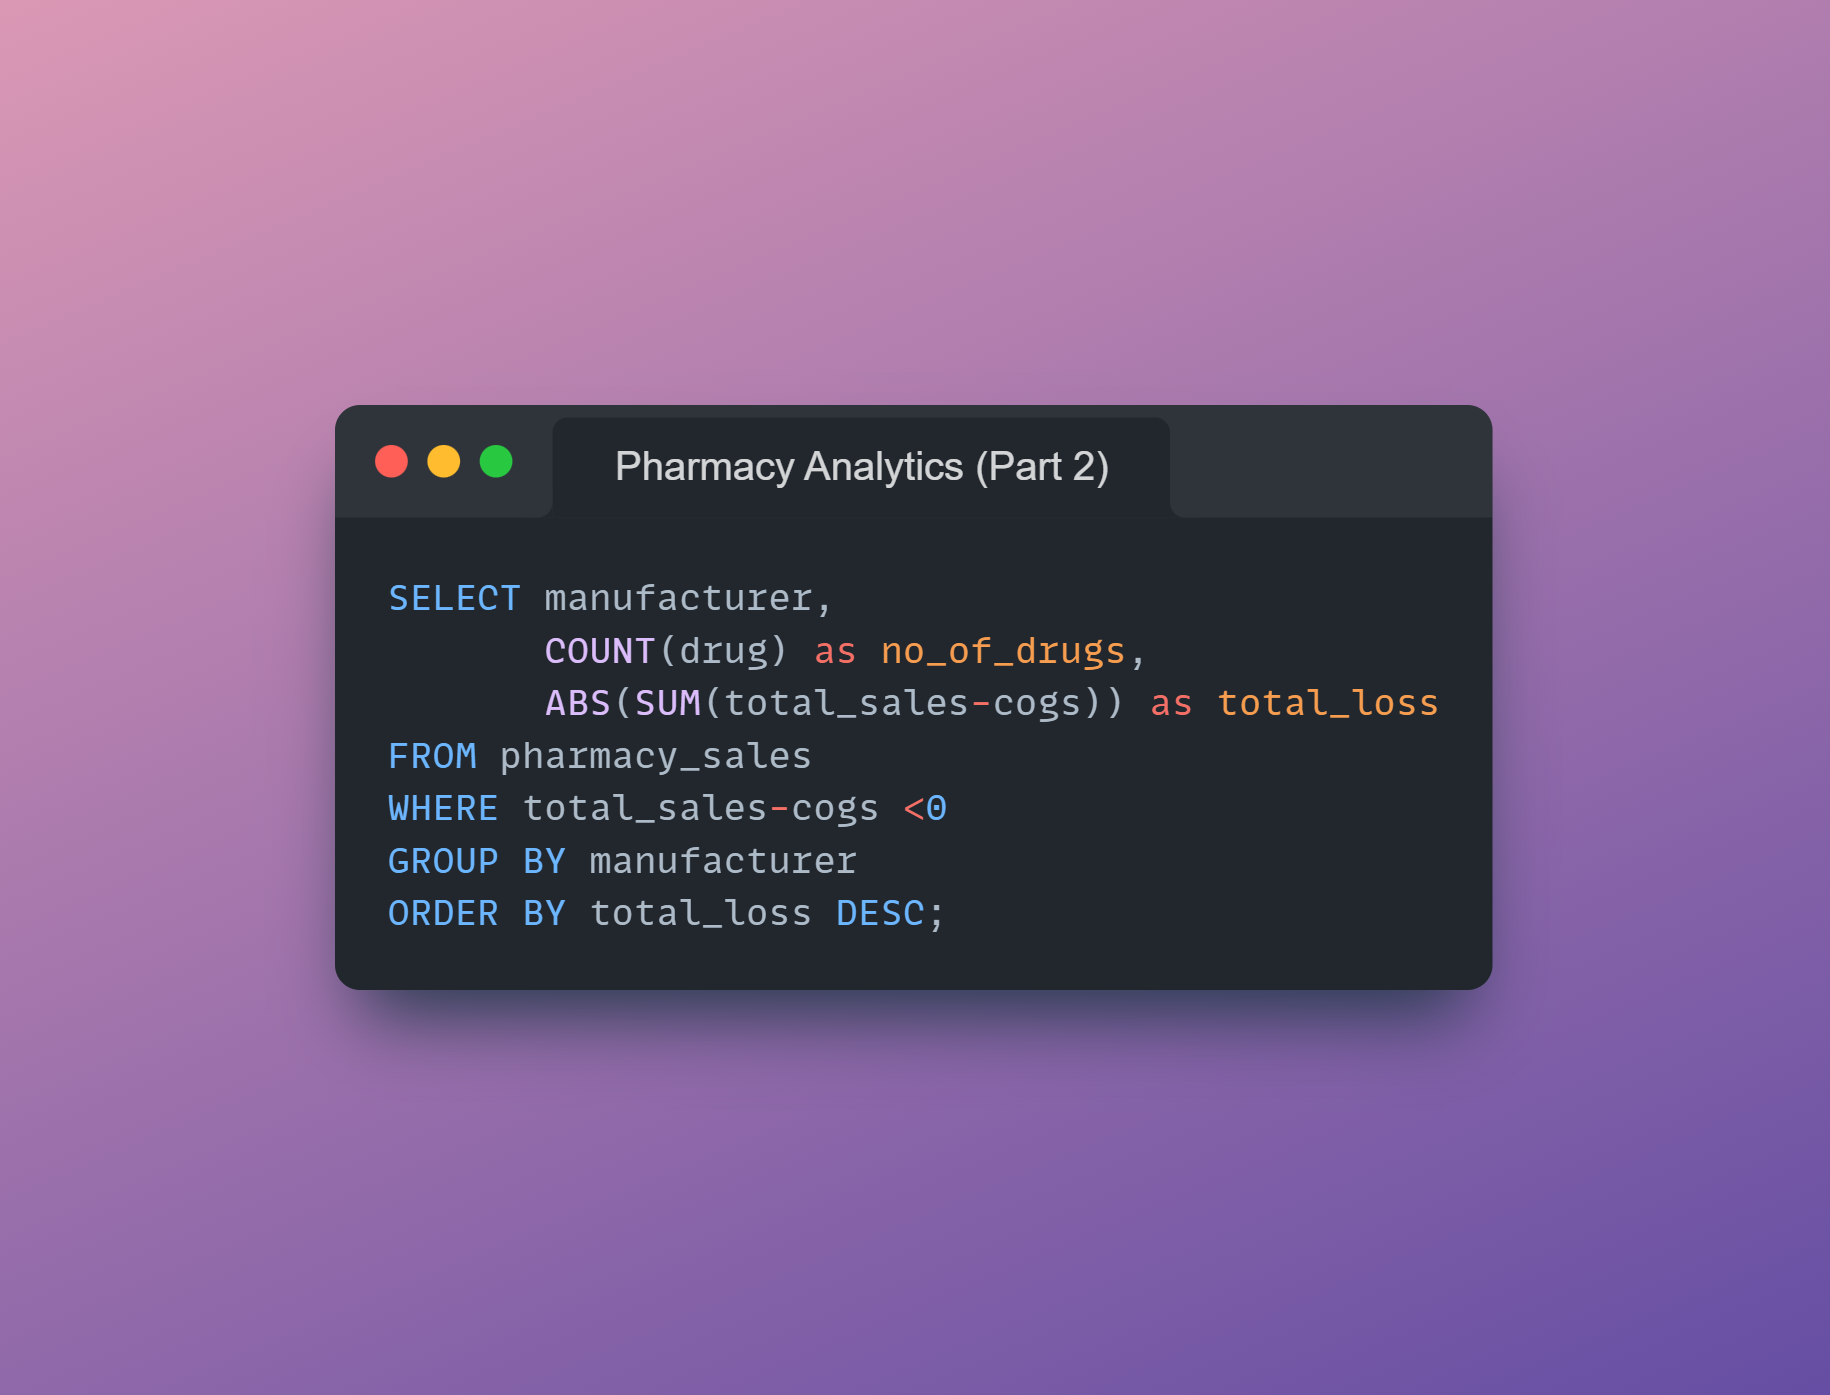 Pharmacy Analytics (Part 2)
SELECT manufacturer,
       COUNT(drug) as no_of_drugs,
       ABS(SUM(total_sales-cogs)) as total_loss
FROM pharmacy_sales
WHERE total_sales-cogs <0
GROUP BY manufacturer
ORDER BY total_loss DESC;